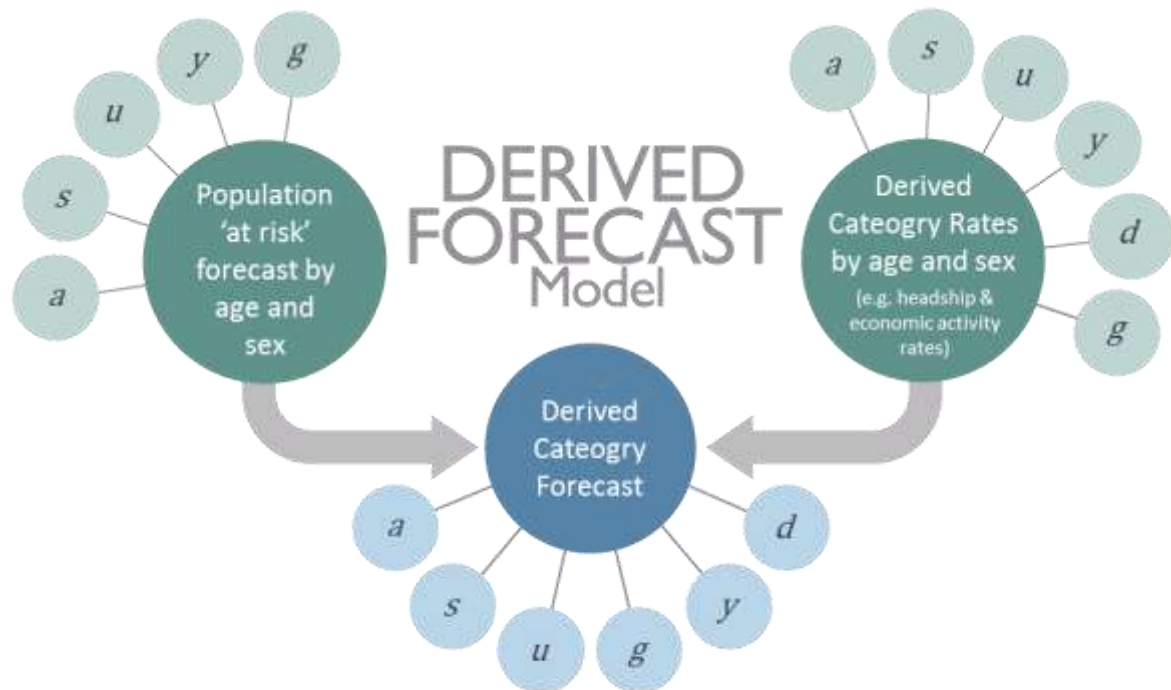 g
y
u
s
a
Population
‘at risk’
forecast by
age and
sex
DERIVED
FORECAST
Model
a
s
u
y
d
g
Derived
Cateogry Rates
by age and sex
(e.g. headship &
economic activity
rates)
Derived
Cateogry
Forecast
a
s
u
g
y
d